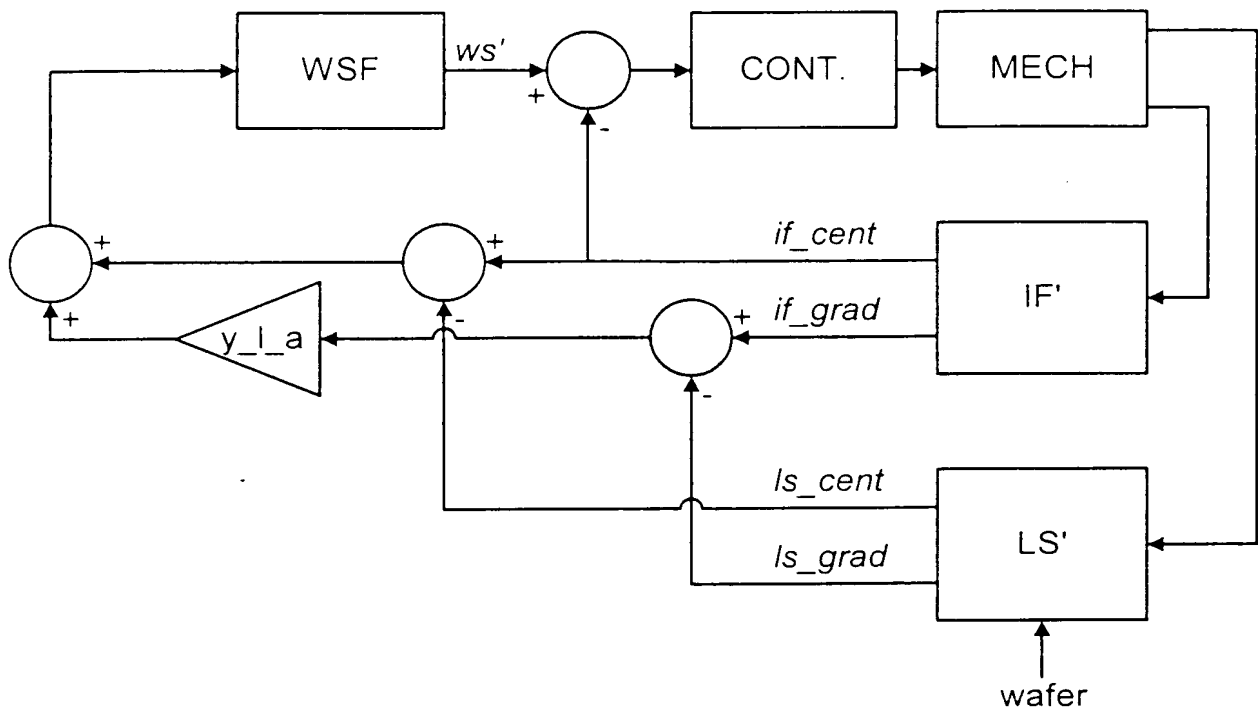 WSF
ws'
+
-
CONT.
MECH
+
+
-
+
+
-
if_cent
if_grad
IF'
y_l_a
ls_cent
ls_grad
LS'
wafer